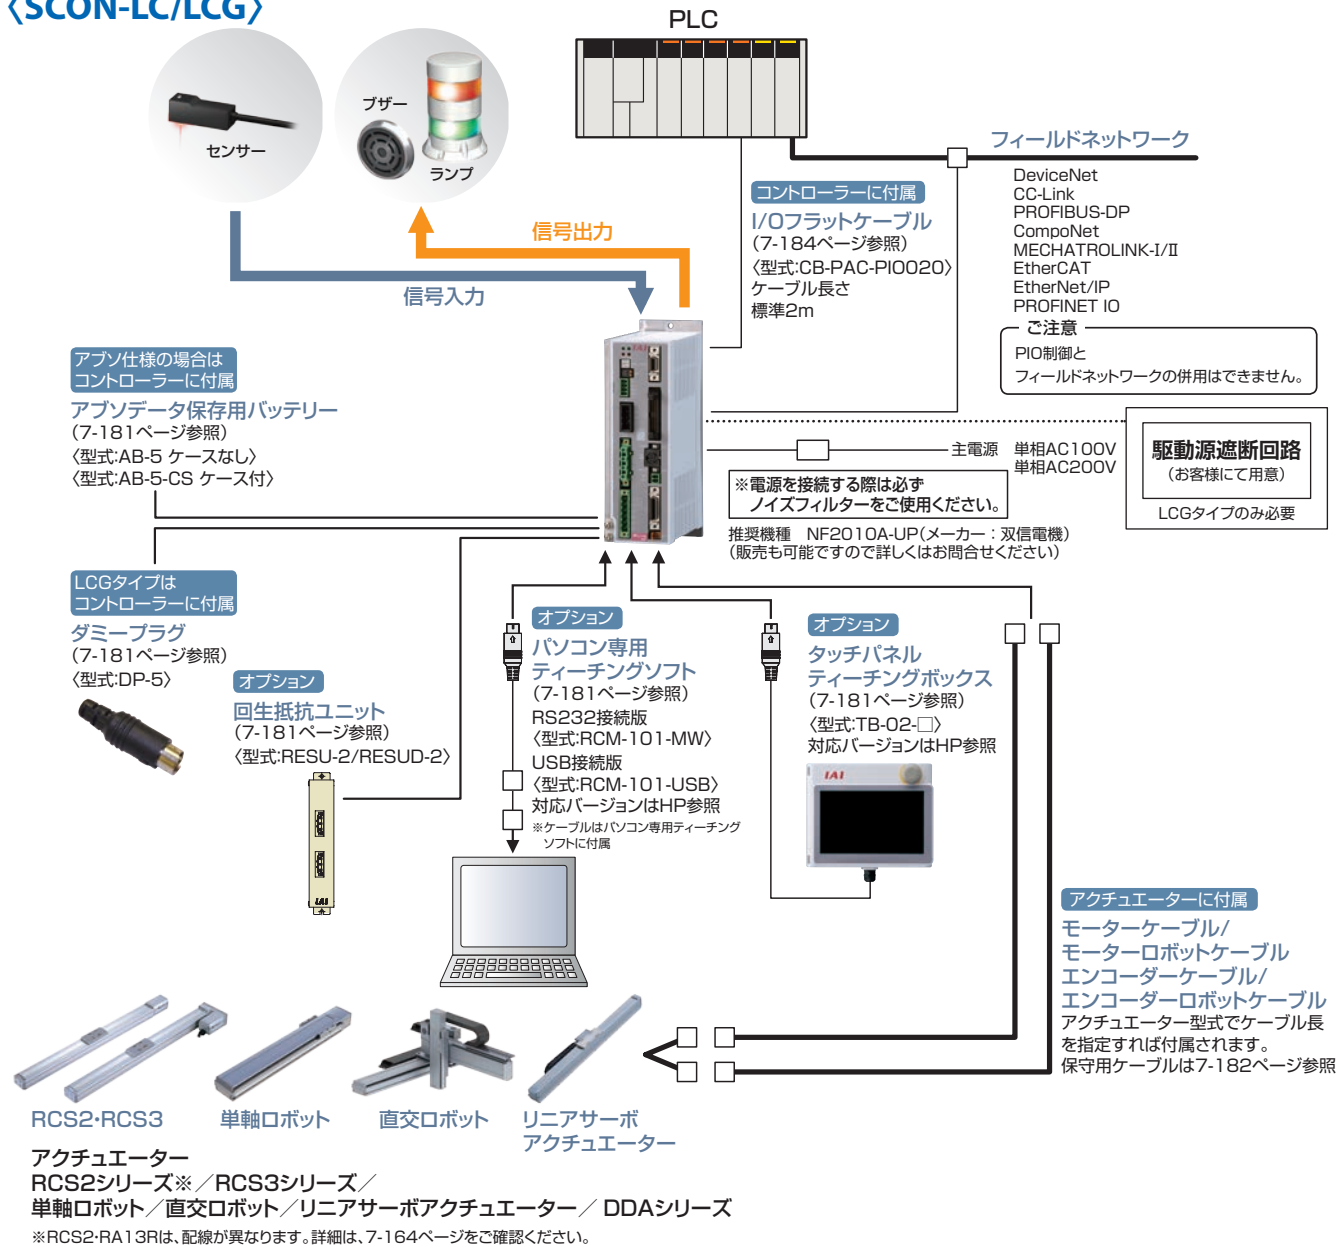 〈SCON-LC/LCG〉
PLC
センサー
ブザー
ランプ
信号出力
信号入力
コントローラーに付属
I/Oフラットケーブル
(7-184ページ参照)
〈型式:CB-PAC-PIO020〉
ケーブル長さ
標準2m
フィールドネットワーク
DeviceNet
CC-Link
PROFIBUS-DP
CompoNet
MECHATROLINK-I/II
EtherCAT
EtherNet/IP
PROFINET IO
ご注意
PIO制御と
フィールドネットワークの併用はできません。
アブソ仕様の場合は
コントローラーに付属
アブソデータ保存用バッテリー
(7-181ページ参照)
〈型式:AB-5 ケースなし〉
〈型式:AB-5-CS ケース付〉
IAI
主電源 単相AC100V
単相AC200V
駆動源遮断回路
(お客様にて用意)
LCGタイプのみ必要
※電源を接続する際は必ず
ノイズフィルターをご使用ください。
推奨機種 NF2010A-UP(メーカー:双信電機)
(販売も可能ですので詳しくはお問合せください)
LCGタイプは
コントローラーに付属
ダミープラグ
(7-181ページ参照)
〈型式:DP-5〉
オプション
回生抵抗ユニット
(7-181ページ参照)
〈型式:RESU-2/RESUD-2〉
IAI
オプション
パソコン専用
ティーチングソフト
(7-181ページ参照)
RS232接続版
〈型式:RCM-101-MW〉
USB接続版
〈型式:RCM-101-USB〉
対応バージョンはHP参照
※ケーブルはパソコン専用ティーチング
ソフトに付属
オプション
タッチパネル
ティーチングボックス
(7-181ページ参照)
〈型式:TB-02-□〉
対応バージョンはHP参照
IAI
アクチュエーターに付属
モーターケーブル/
モーターロボットケーブル
エンコーダーケーブル/
エンコーダーロボットケーブル
アクチュエーター型式でケーブル長
を指定すれば付属されます。
保守用ケーブルは7-182ページ参照
RCS2・RCS3
単軸ロボット
直交ロボット
リニアサーボ
アクチュエーター
アクチュエーター
RCS2シリーズ※/RCS3シリーズ/
単軸ロボット/直交ロボット/リニアサーボアクチュエーター/DDAシリーズ
※RCS2・RA13Rは、配線が異なります。詳細は、7-164ページをご確認ください。